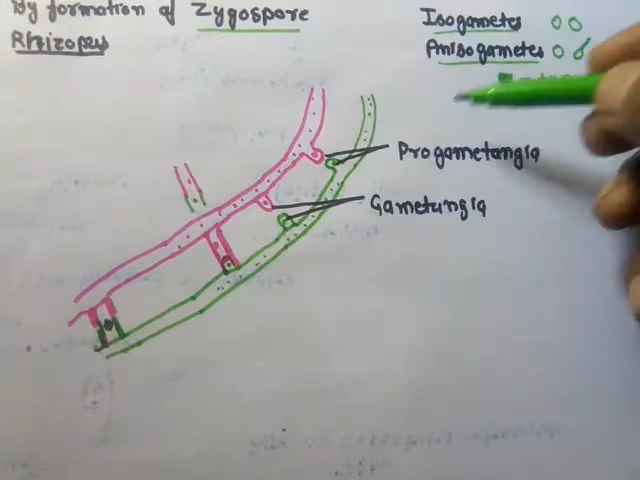 By formation of Zygospore
Rhizopus
Isogametes
Anisogametes
Progametangia
Gametangia